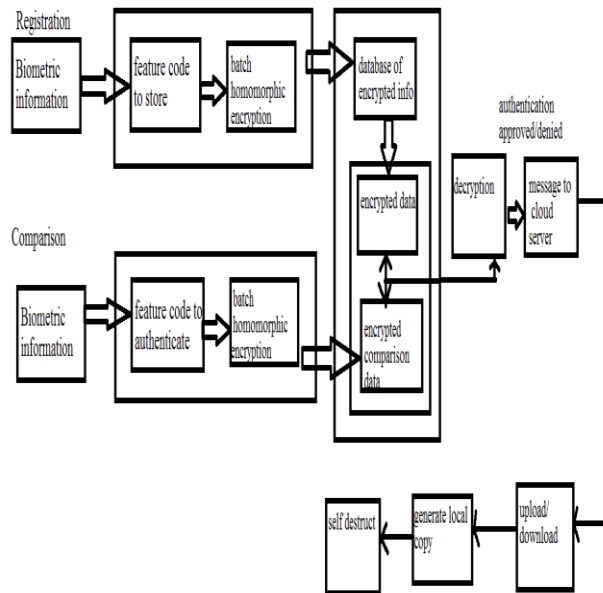 Registration
Biometric
information
feature code
to store
batch
homomorphic
encryption
database of
encrypted info
authentication
approved/denied
encrypted data
decryption
message to
cloud
server
Comparison
Biometric
information
feature code to
authenticate
batch
homomorphic
encryption
encrypted
comparison
data
self destruct
generate local
copy
upload/
download